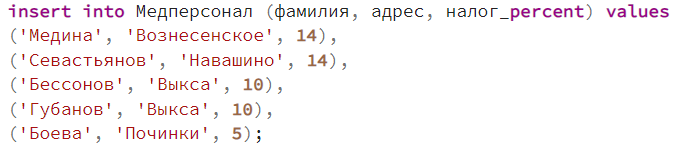 insert into Медперсонал (фамилия, адрес, налог_percent) values
('Медина', 'Вознесенское', 14),
('Севастьянов', 'Навашино', 14),
('Бессонов', 'Выкса', 10),
('Губанов', 'Выкса', 10),
('Боева', 'Починки', 5);